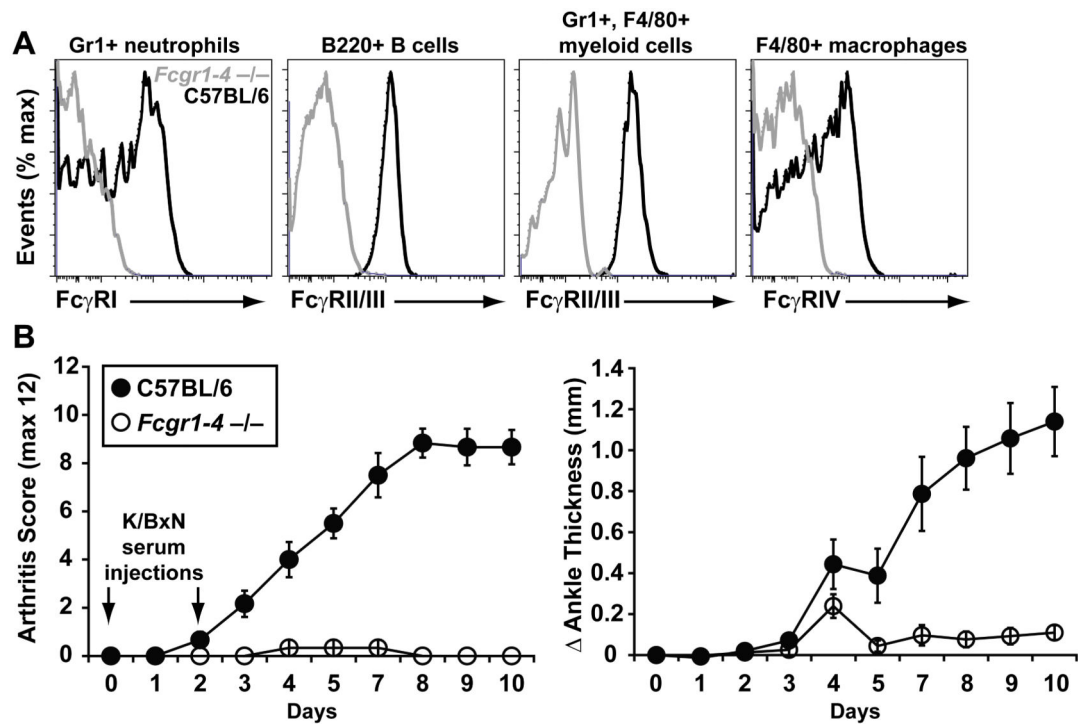 A
Gr1+ neutrophils
B220+ B cells
Gr1+, F4/80+
myeloid cells
F4/80+ macrophages
Fcgr1-4 –/–
C57BL/6
Events (% max)
FcγRI
FcγRII/III
FcγRII/III
FcγRIV
B
C57BL/6
Fcgr1-4 –/–
Arthritis Score (max 12)
12
10
8
6
4
2
0
K/BxN
serum
injections
0 1 2 3 4 5 7 8 9 10
Days
Δ Ankle Thickness (mm)
1.4
1.2
1.0
0.8
0.6
0.4
0.2
0
0 1 2 3 4 5 7 8 9 10
Days